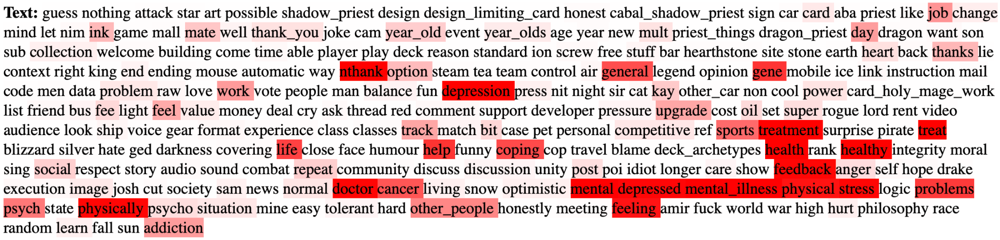 Text: guess nothing attack star art possible shadow_priest design design_limiting_card honest cabal_shadow_priest sign car card aba priest like job change
mind let nim ink game mall mate well thank_you joke cam year_old event year_olds age year new mult priest_things dragon_priest day dragon want son
sub collection welcome building come time able player play deck reason standard ion screw free stuff bar hearthstone site stone earth heart back thanks lie
context right king end ending mouse automatic way nthank option steam tea team control air general legend opinion gene mobile ice link instruction mail
code men data problem raw love work vote people man balance fun depression press nit night sir cat kay other_car non cool power card_holy_mage_work
list friend bus fee light feel value money deal cry ask thread red comment support developer pressure upgrade cost oil set super rogue lord rent video
audience look ship voice gear format experience class classes track match bit case pet personal competitive ref sports treatment surprise pirate treat
blizzard silver hate ged darkness covering life close face humour help funny coping cop travel blame deck_archetypes health rank healthy integrity moral
sing social respect story audio sound combat repeat community discuss discussion unity post poi idiot longer care show feedback anger self hope drake
execution image josh cut society sam news normal doctor cancer living snow optimistic mental depressed mental_illness physical stress logic problems
psych state physically psycho situation mine easy tolerant hard other_people honestly meeting feeling amir fuck world war high hurt philosophy race
random learn fall sun addiction